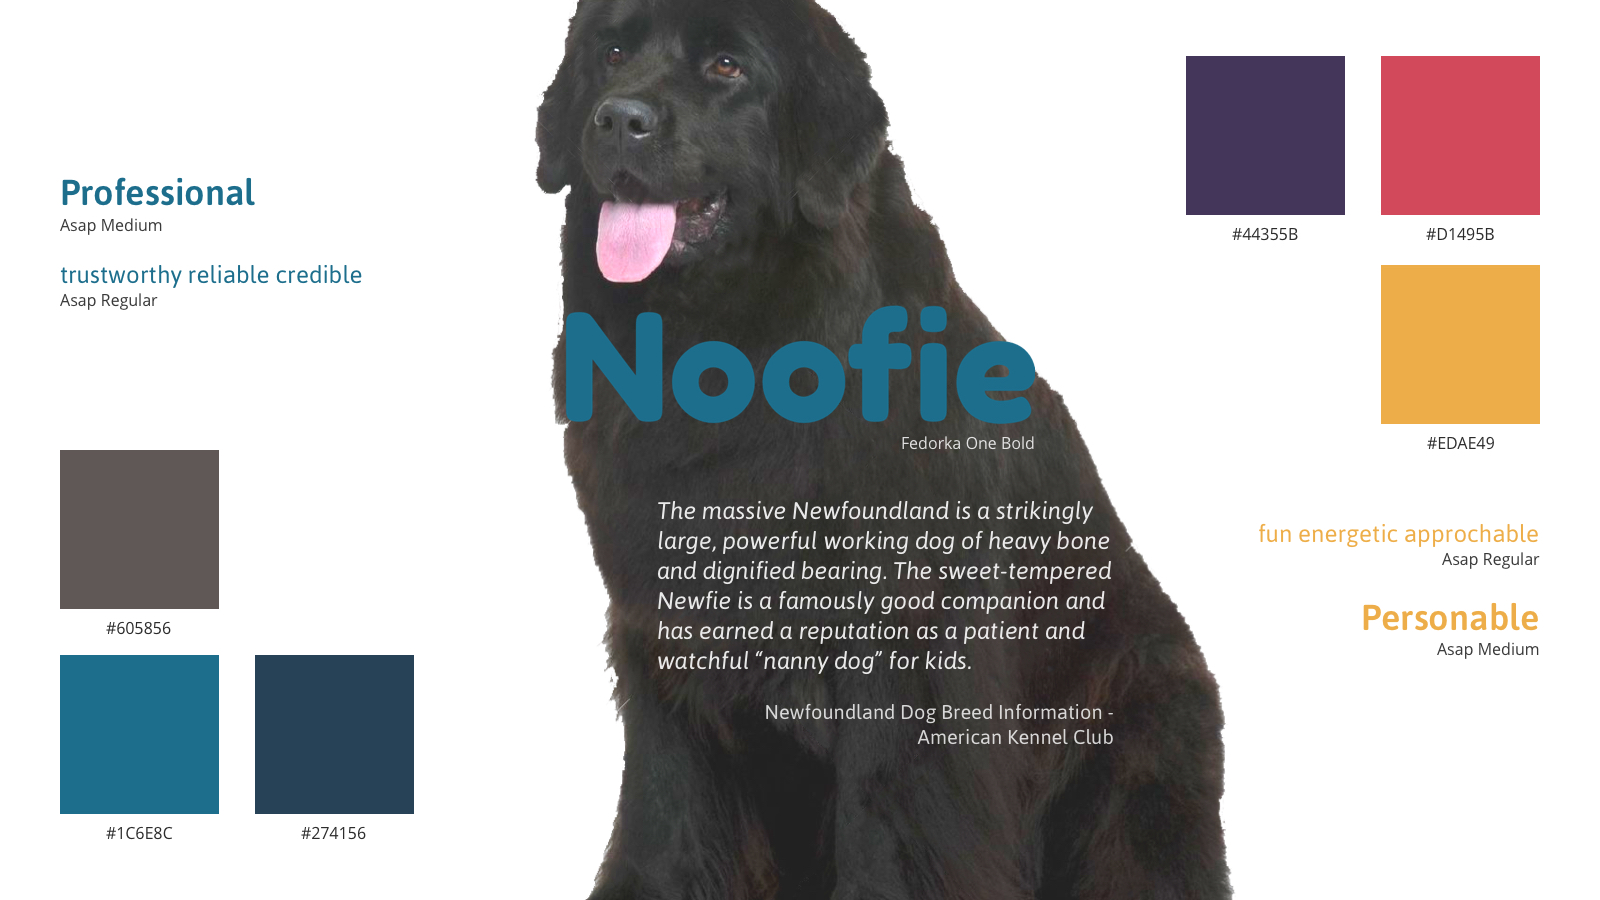 Professional
Asap Medium
trustworthy reliable credible
Asap Regular
#605856
#1C6E8C
#274156
Noofie
Fedorka One Bold
The massive Newfoundland is a strikingly
large, powerful working dog of heavy bone
and dignified bearing. The sweet-tempered
Newfie is a famously good companion and
has earned a reputation as a patient and
watchful “nanny dog” for kids.
Newfoundland Dog Breed Information -
American Kennel Club
#44355B
#D1495B
#EDAE49
fun energetic approchable
Asap Regular
Personable
Asap Medium